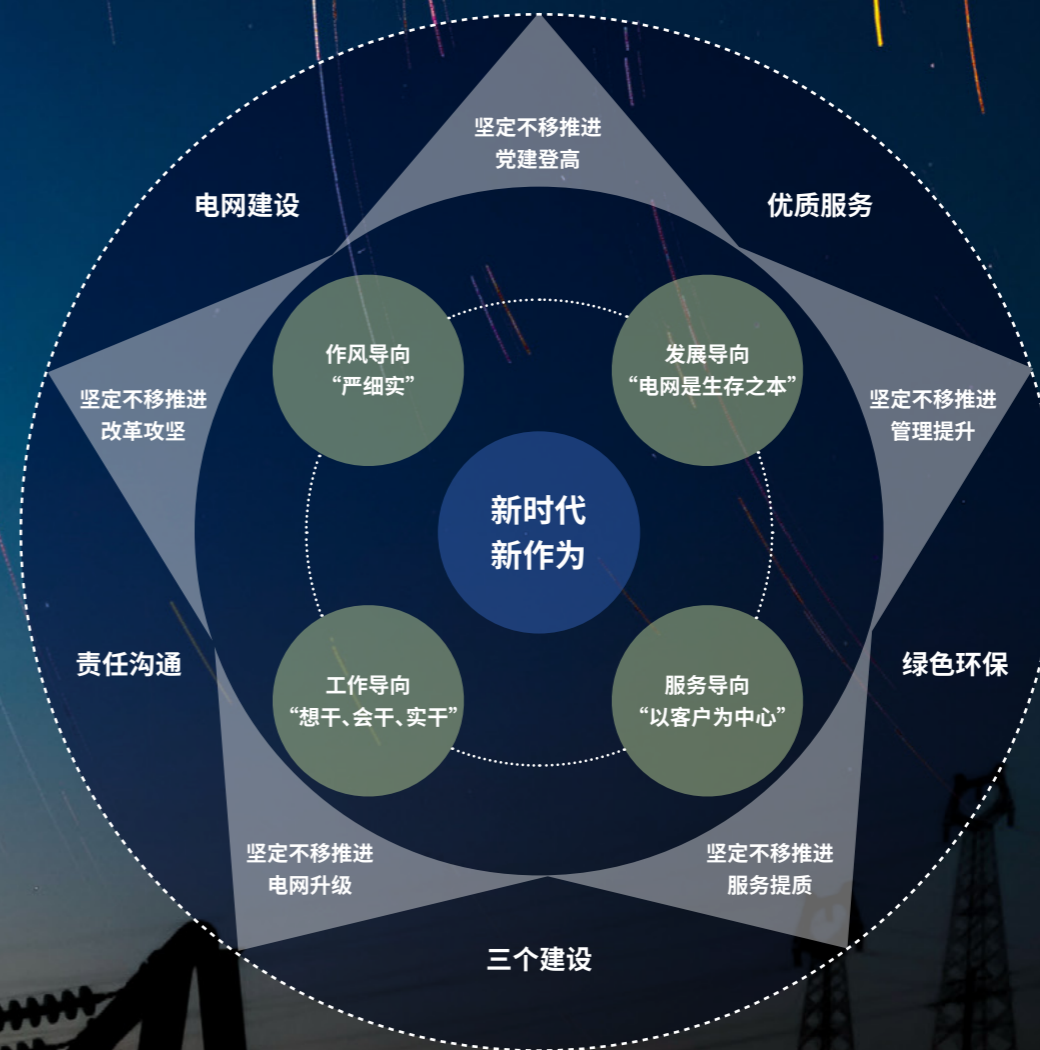 坚定不移推进
党建登高
电网建设
优质服务
作风导向
“严细实”
发展导向
“电网是生存之本”
坚定不移推进
改革攻坚
坚定不移推进
管理提升
新时代
新作为
责任沟通
绿色环保
工作导向
“想干、会干、实干”
服务导向
“以客户为中心”
坚定不移推进
电网升级
坚定不移推进
服务提质
三个建设